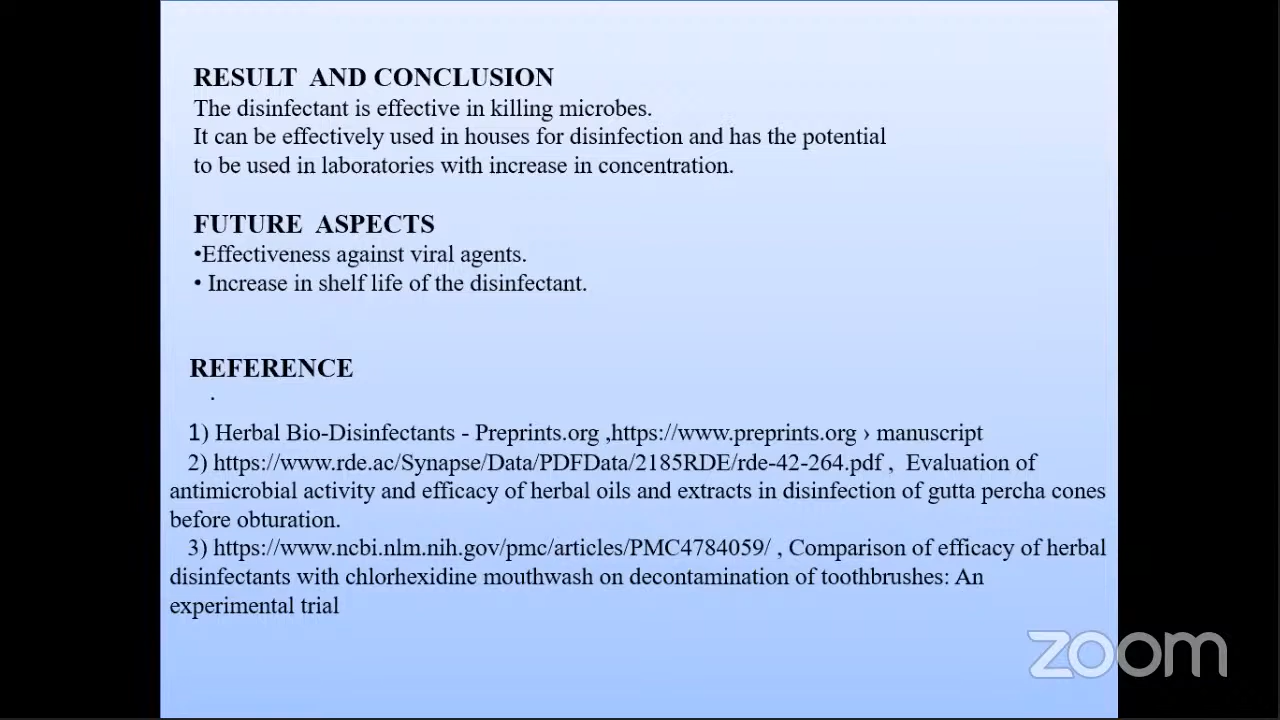 RESULT AND CONCLUSION
The disinfectant is effective in killing microbes.
It can be effectively used in houses for disinfection and has the potential
to be used in laboratories with increase in concentration.
FUTURE ASPECTS
•Effectiveness against viral agents.
• Increase in shelf life of the disinfectant.
REFERENCE
.
1) Herbal Bio-Disinfectants - Preprints.org ,https://www.preprints.org › manuscript
2) https://www.rde.ac/Synapse/Data/PDFData/2185RDE/rde-42-264.pdf , Evaluation of
antimicrobial activity and efficacy of herbal oils and extracts in disinfection of gutta percha cones
before obturation.
3) https://www.ncbi.nlm.nih.gov/pmc/articles/PMC4784059/ , Comparison of efficacy of herbal
disinfectants with chlorhexidine mouthwash on decontamination of toothbrushes: An
experimental trial
zoom